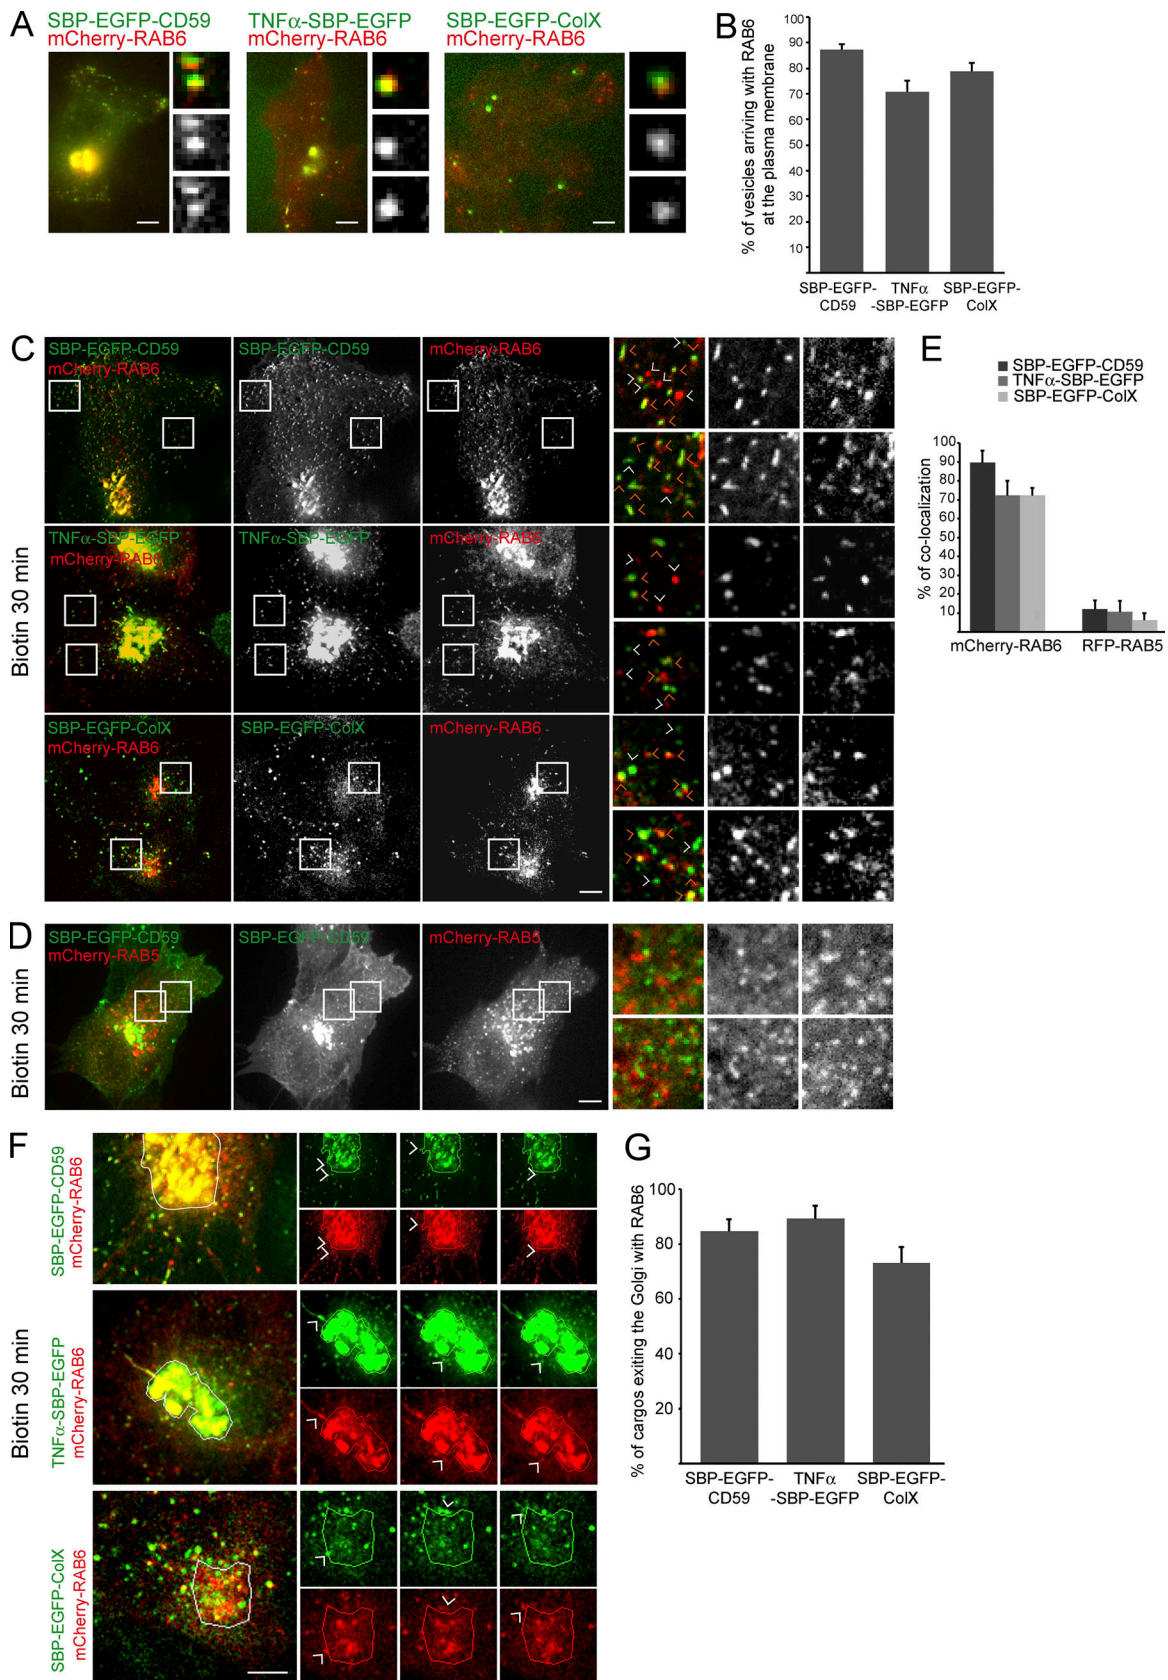 A
SBP-EGFP-CD59
mCherry-RAB6
TNFα-SBP-EGFP
mCherry-RAB6
SBP-EGFP-ColX
mCherry-RAB6
B
% of vesicles arriving with RAB6
at the plasma membrane
100
90
80
70
60
50
40
30
20
10
SBP-EGFP-
CD59
TNFα
-SBP-EGFP
SBP-EGFP-
ColX
C
Biotin 30 min
SBP-EGFP-CD59
mCherry-RAB6
SBP-EGFP-CD59
mCherry-RAB6
TNFα-SBP-EGFP
mCherry-RAB6
TNFα-SBP-EGFP
mCherry-RAB6
SBP-EGFP-ColX
mCherry-RAB6
SBP-EGFP-ColX
mCherry-RAB6
E
SBP-EGFP-CD59
TNFα-SBP-EGFP
SBP-EGFP-ColX
% of co-localization
100
90
80
70
60
50
40
30
20
10
mCherry-RAB6
RFP-RAB5
D
Biotin 30 min
SBP-EGFP-CD59
mCherry-RAB5
SBP-EGFP-CD59
mCherry-RAB5
F
Biotin 30 min
SBP-EGFP-CD59
mCherry-RAB6
TNFα-SBP-EGFP
mCherry-RAB6
SBP-EGFP-ColX
mCherry-RAB6
G
% of cargos exiting the Golgi with RAB6
100
80
60
40
20
SBP-EGFP-
CD59
TNFα
-SBP-EGFP
SBP-EGFP-
ColX